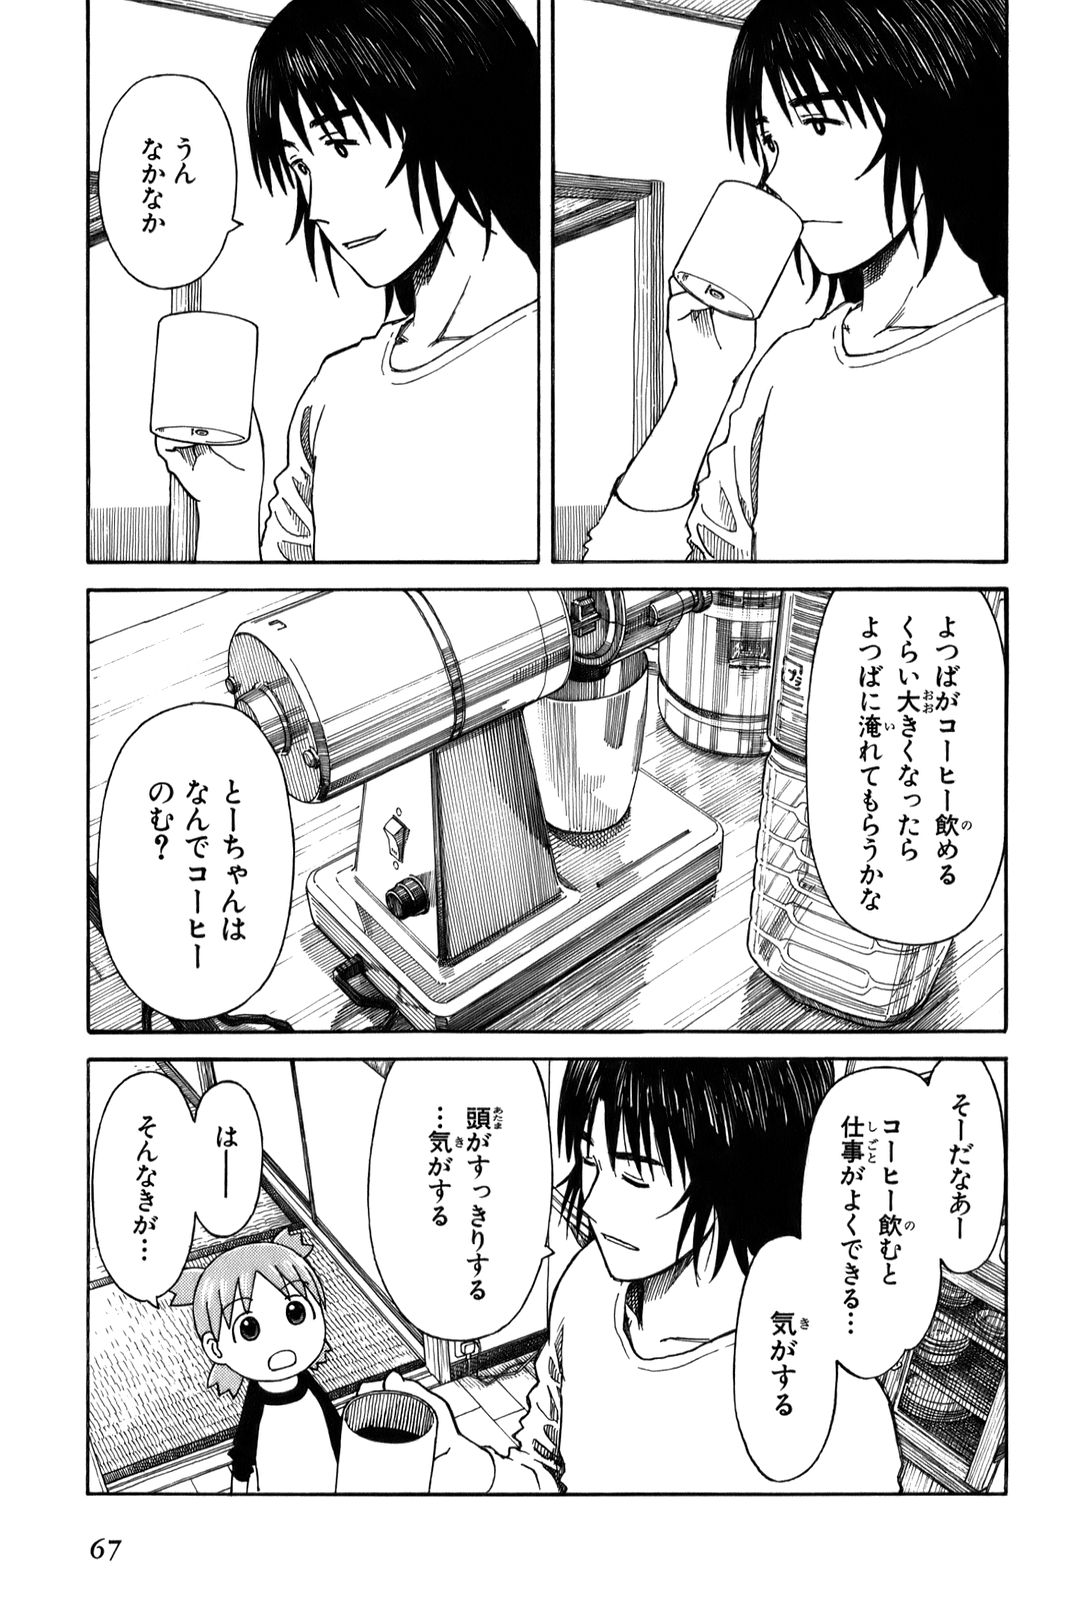 うん
なかなか
よつばがコーヒー飲める
くらい大きくなったら
よつばに淹れてもらうかな
とーちゃんは
なんでコーヒー
のむ？
そーだなあー
コーヒー飲むと
仕事がよくできる…
気がする
頭がすっきりする
…気がする
はー
そんなきが…
67